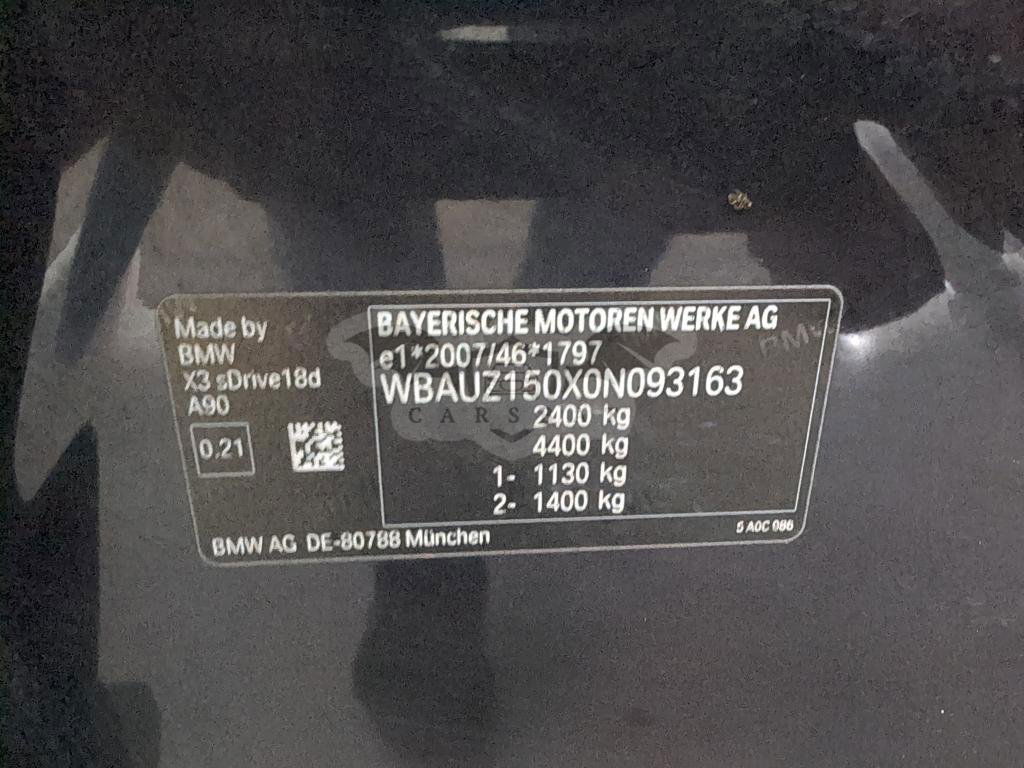 Made by
BMW
X3 sDrive18d
A90
0.21
BAYERISCHE MOTOREN WERKE AG
e1*2007/46*1797
WBAUZ150X0N093163
CARS
2400 kg
4400 kg
1- 1130 kg
2- 1400 kg
BMW AG DE-80788 München
5 A0C 086